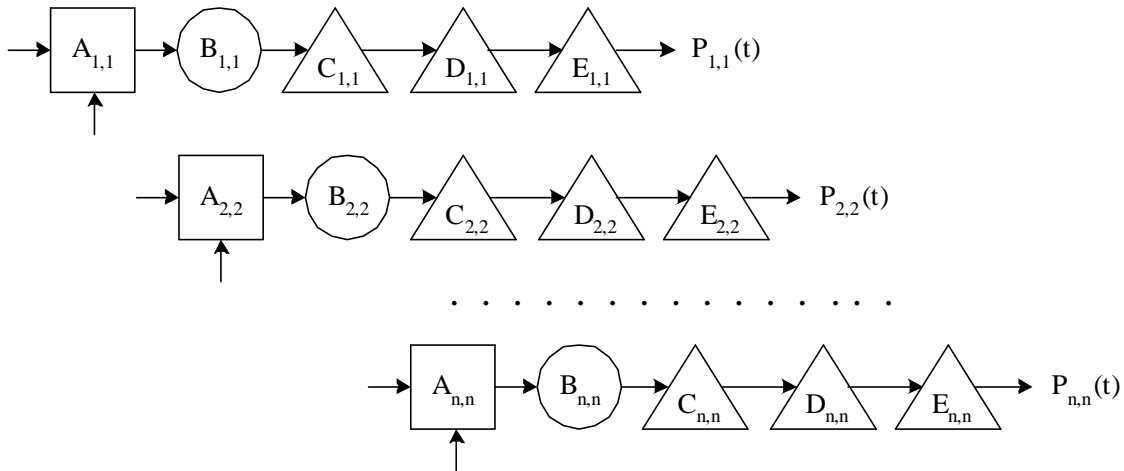 A1,1 B1,1 C1,1 D1,1 E1,1 P1,1(t)
A2,2 B2,2 C2,2 D2,2 E2,2 P2,2(t)
. . . . . . . . . . . . . . .
An,n Bn,n Cn,n Dn,n En,n Pn,n(t)